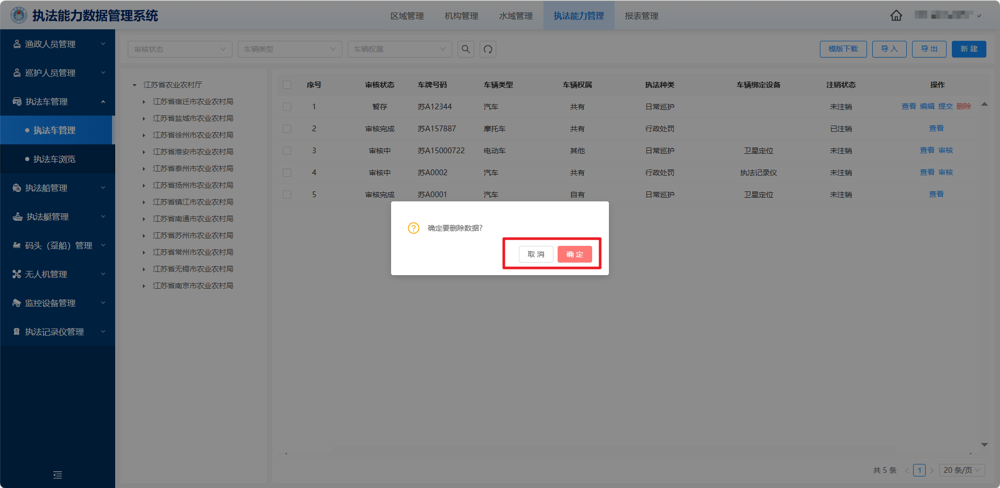 执法能力数据管理系统
区域管理 机构管理 水域管理 执法能力管理 报表管理
渔政人员管理
巡护人员管理
执法车管理
执法车管理
执法车浏览
执法船管理
执法艇管理
码头（趸船）管理
无人机管理
监控设备管理
执法记录仪管理
审核状态 车辆类型 车辆权属
模版下载 导入 导出 新建
江苏省农业农村厅
江苏省宿迁市农业农村局
江苏省盐城市农业农村局
江苏省徐州市农业农村局
江苏省淮安市农业农村局
江苏省泰州市农业农村局
江苏省扬州市农业农村局
江苏省镇江市农业农村局
江苏省南通市农业农村局
江苏省苏州市农业农村局
江苏省常州市农业农村局
江苏省无锡市农业农村局
江苏省南京市农业农村局
序号 审核状态 车牌号码 车辆类型 车辆权属 执法种类 车辆绑定设备 注销状态 操作
1 暂存 苏A12344 汽车 共有 日常巡护 未注销 查看 编辑 提交 删除
2 审核完成 苏A157887 摩托车 共有 行政处罚 已注销 查看
3 审核中 苏A15000722 电动车 其他 日常巡护 卫星定位 未注销 查看 审核
4 审核中 苏A0002 汽车 共有 行政处罚 执法记录仪 未注销 查看 审核
5 审核完成 苏A0001 汽车 自有 日常巡护 卫星定位 未注销 查看
确定要删除数据?
取消 确定
共 5 条 < 1 > 20 条/页